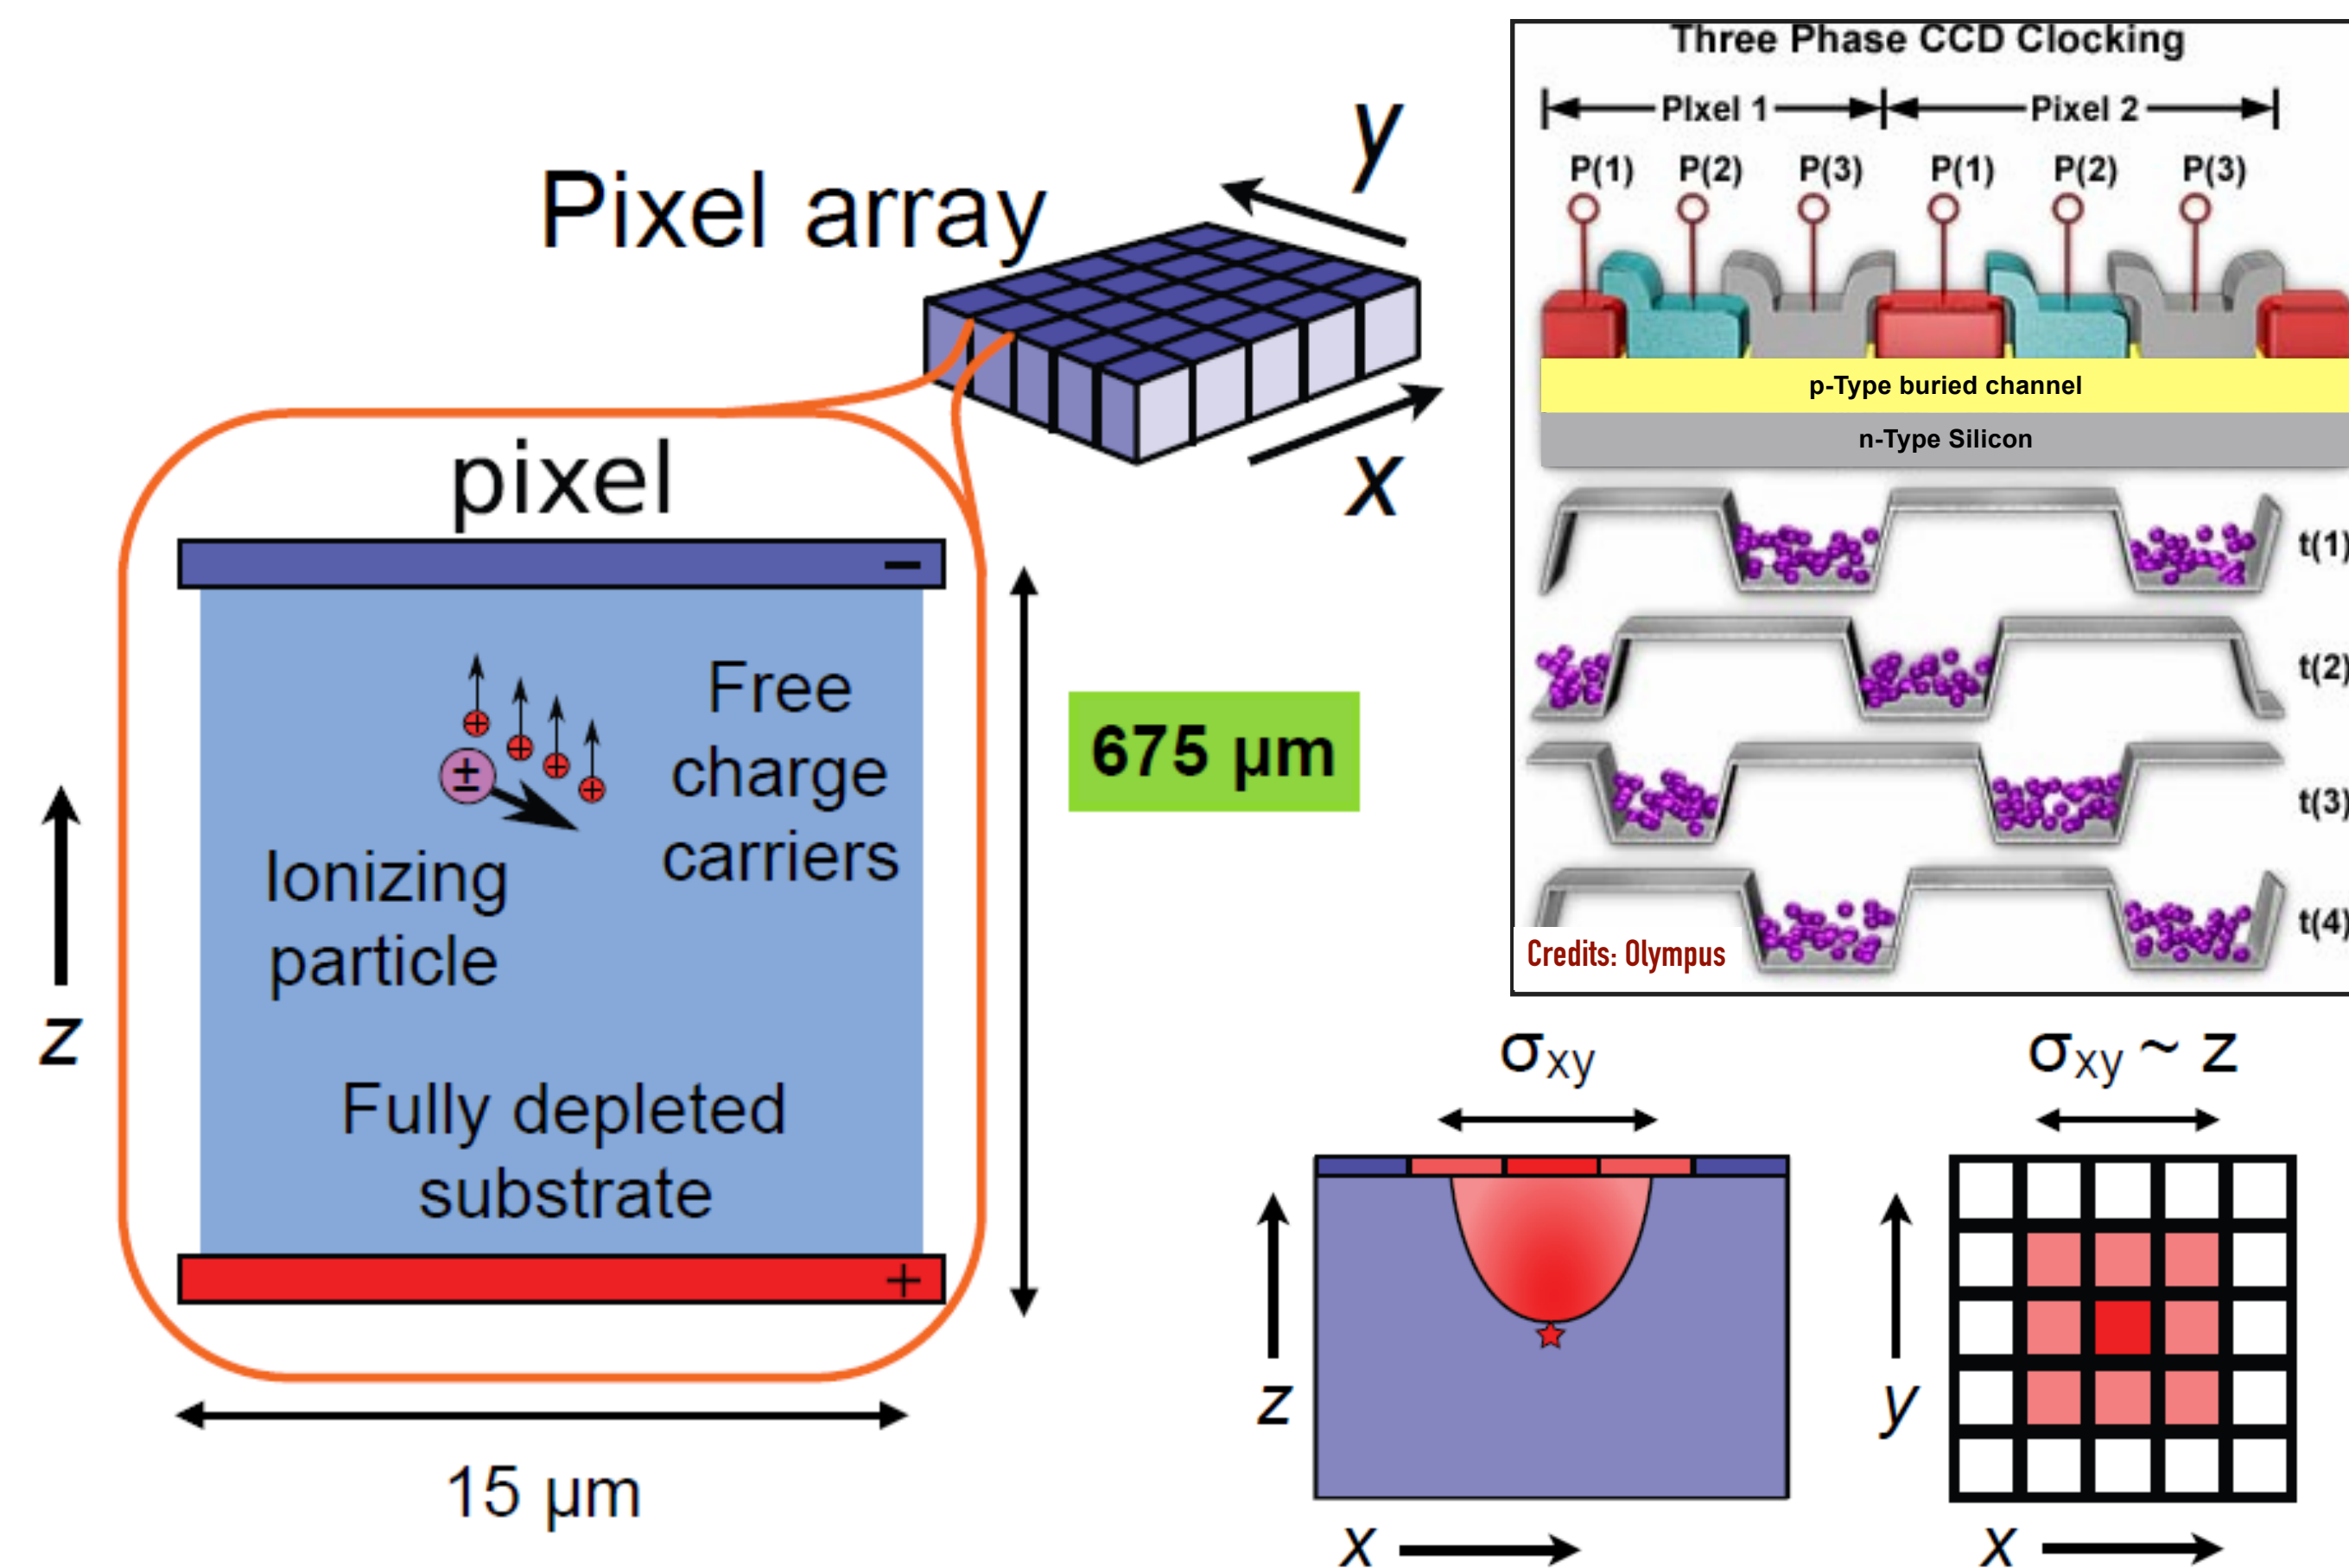 Pixel array
y
x
pixel
−
Free
charge
carriers
+
+
+
+
±
Ionizing
particle
Fully depleted
substrate
+
z
675 µm
15 µm
Three Phase CCD Clocking
PIxel 1
Pixel 2
P(1) P(2) P(3) P(1) P(2) P(3)
p-Type buried channel
n-Type Silicon
t(1)
t(2)
t(3)
t(4)
Credits: Olympus
σxy
z
x
σxy ~ z
y
x